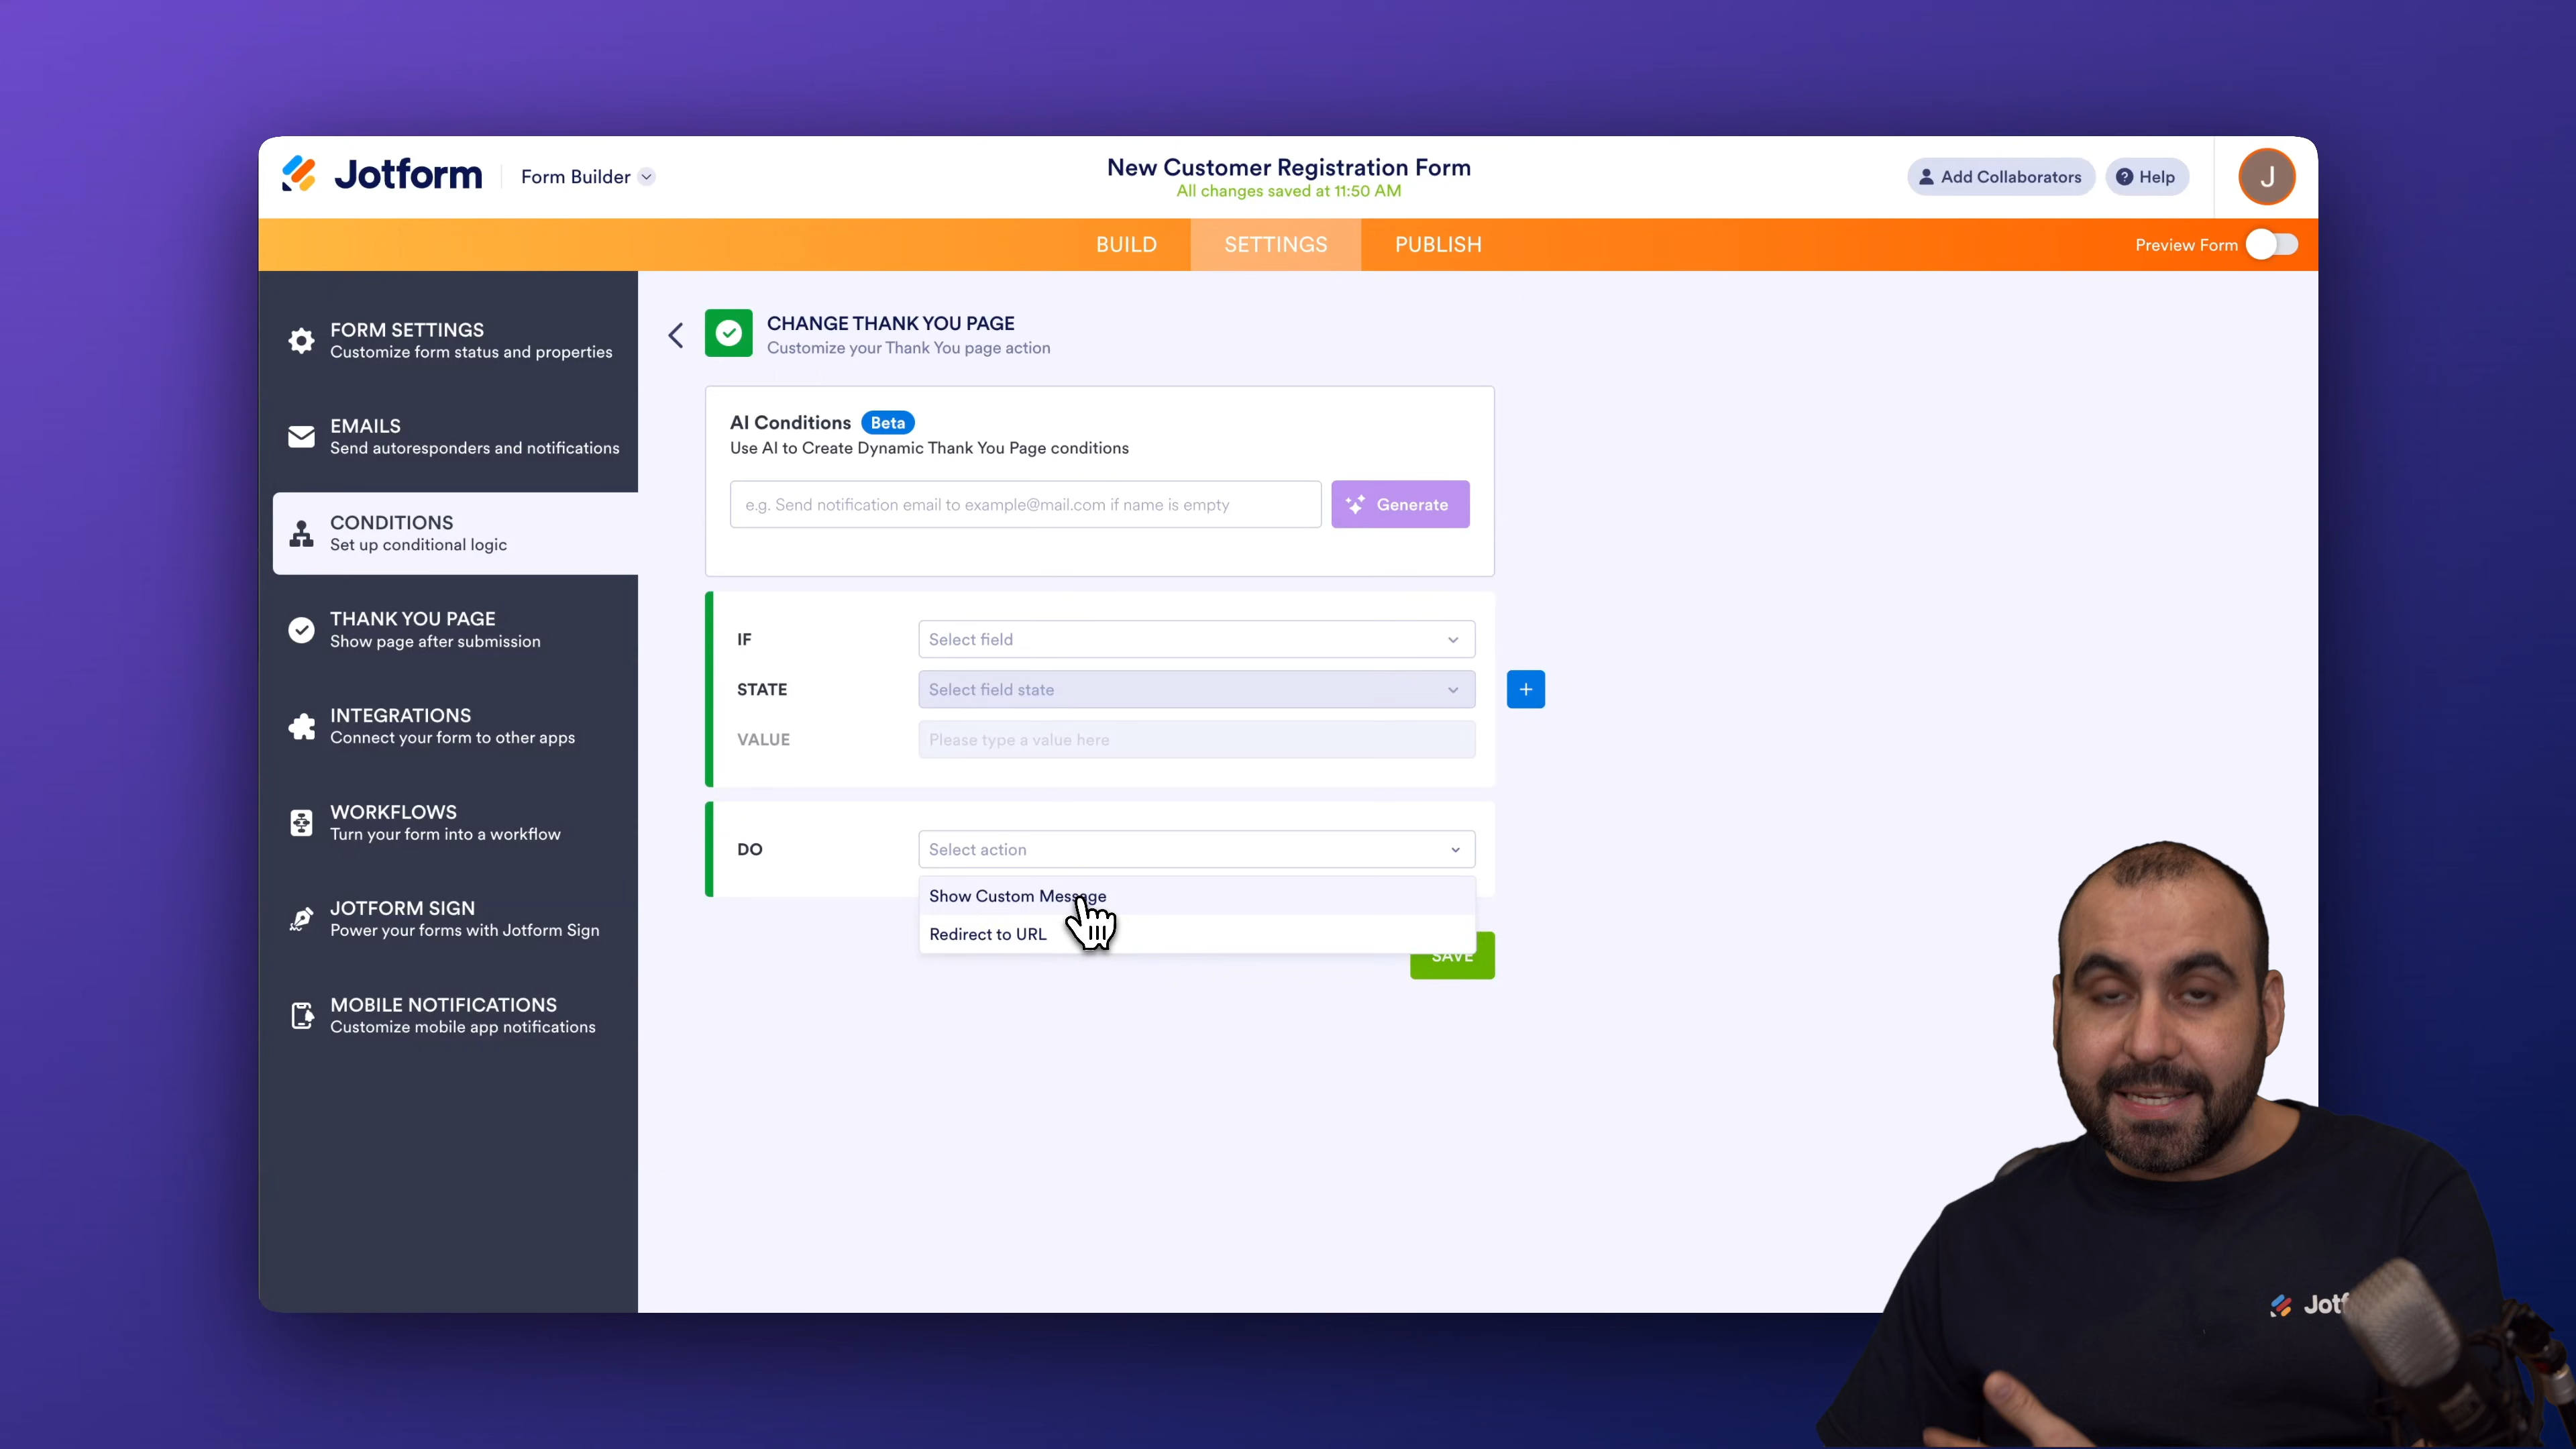 Jotform
Form Builder
New Customer Registration Form
All changes saved at 11:50 AM
Add Collaborators
Help
J
BUILD
SETTINGS
PUBLISH
Preview Form
FORM SETTINGS
Customize form status and properties
EMAILS
Send autoresponders and notifications
CONDITIONS
Set up conditional logic
THANK YOU PAGE
Show page after submission
INTEGRATIONS
Connect your form to other apps
WORKFLOWS
Turn your form into a workflow
JOTFORM SIGN
Power your forms with Jotform Sign
MOBILE NOTIFICATIONS
Customize mobile app notifications
CHANGE THANK YOU PAGE
Customize your Thank You page action
AI Conditions Beta
Use AI to Create Dynamic Thank You Page conditions
e.g. Send notification email to example@mail.com if name is empty
Generate
IF Select field
STATE Select field state
+
VALUE Please type a value here
DO Select action
Show Custom Message
Redirect to URL
SAVE
Jotf